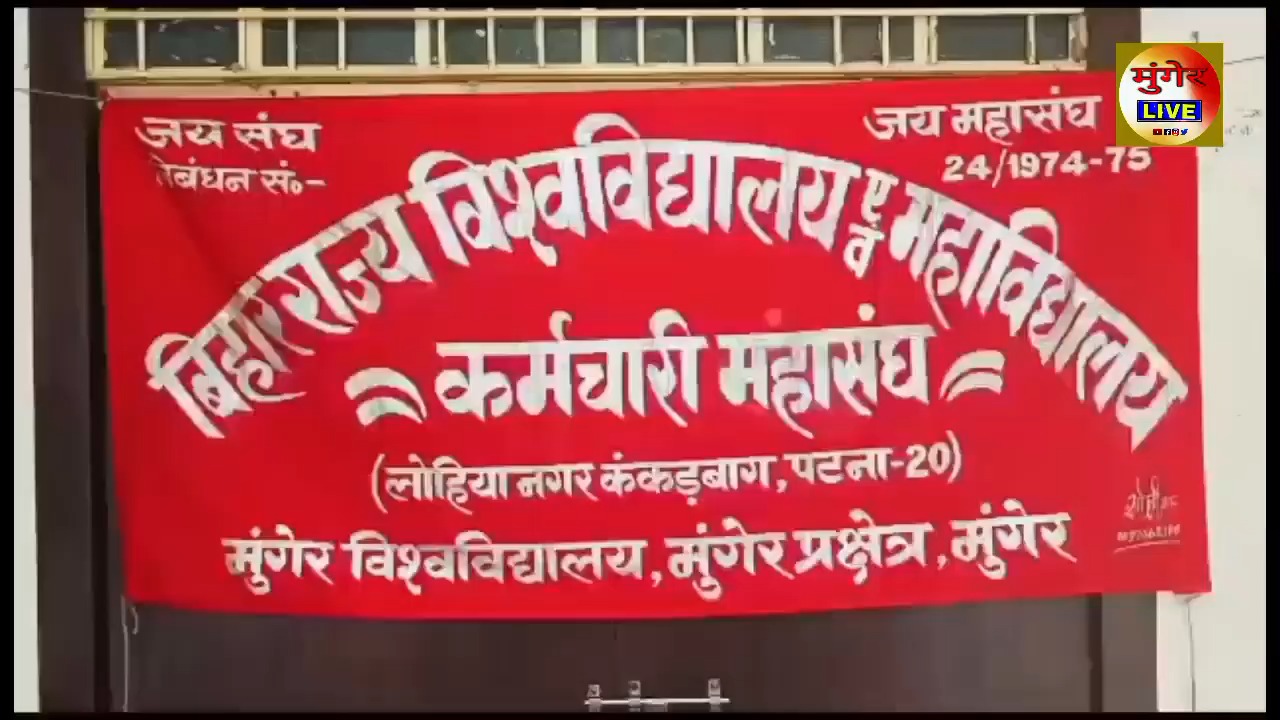 जय संघ
जय महासंघ
निबंधन सं०-
24/1974-75
बिहार राज्य विश्वविद्यालय एवं महाविद्यालय
कर्मचारी महासंघ
(लोहिया नगर कंकड़बाग, पटना-20)
मुंगेर विश्वविद्यालय, मुंगेर प्रक्षेत्र, मुंगेर
मुंगेर
LIVE